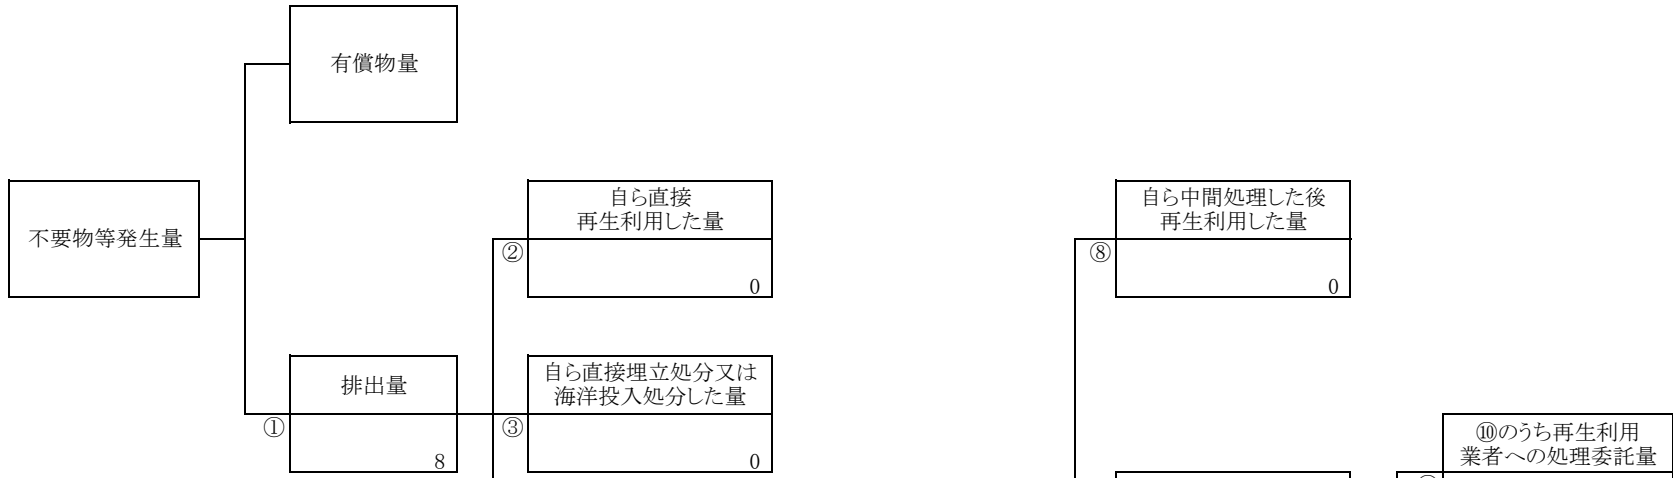 有償物量
不要物等発生量
自ら直接
再生利用した量
②
0
自ら中間処理した後
再生利用した量
⑧
0
排出量
①
8
自ら直接埋立処分又は
海洋投入処分した量
③
0
⑩のうち再生利用
業者への処理委託量